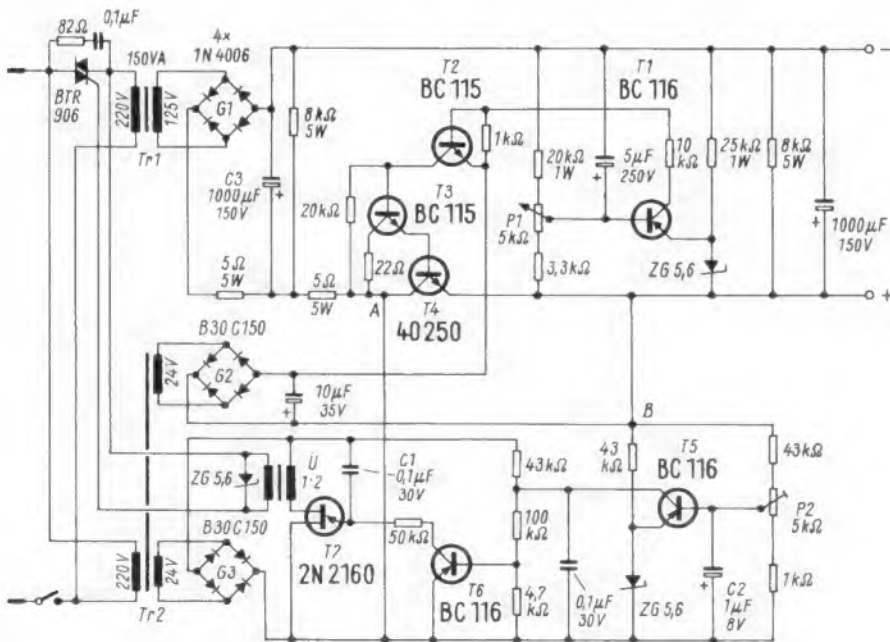 82Ω
0,1μF
4×
1N 4006
150VA
T2
BC 115
T1
BC 116
BTR
906
220V
125V
G1
Tr1
8kΩ
5W
1kΩ
20kΩ
1W
5μF
250V
10
kΩ
25kΩ
1W
8kΩ
5W
C3
1000μF
150V
+
20kΩ
T3
BC 115
P1
5kΩ
+
1000μF
150V
+
22Ω
3,3kΩ
ZG 5,6
5Ω
5W
5Ω
5W
A
T4
40250
−
+
B30 C150
24V
G2
10μF
35V
+
B
ZG 5,6
Ü
1:2
C1
0,1μF
30V
43kΩ
43
kΩ
T5
BC 116
43kΩ
P2
5kΩ
B30 C150
50kΩ
100
kΩ
220V
24V
G3
T7
2N 2160
T6
BC 116
4,7
kΩ
0,1μF
30V
ZG 5,6
+
C2
1μF
8V
1kΩ
Tr2